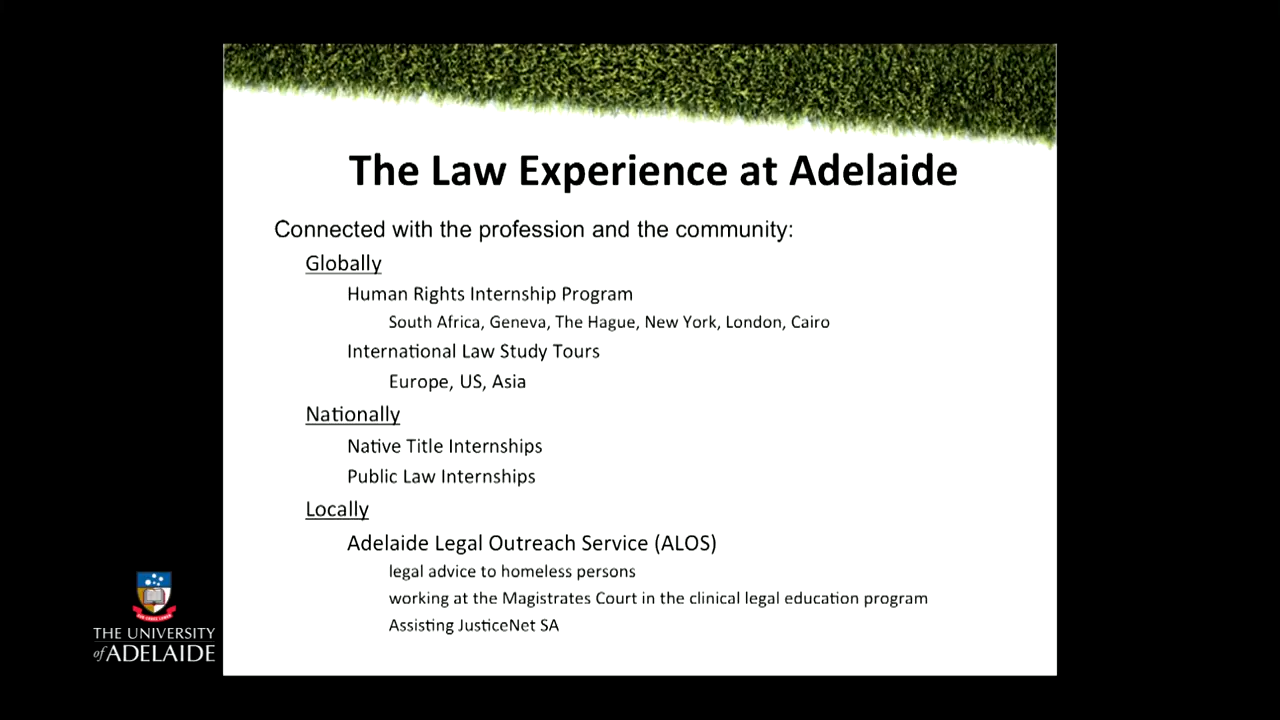 The Law Experience at Adelaide
Connected with the profession and the community:
Globally
Human Rights Internship Program
South Africa, Geneva, The Hague, New York, London, Cairo
International Law Study Tours
Europe, US, Asia
Nationally
Native Title Internships
Public Law Internships
Locally
Adelaide Legal Outreach Service (ALOS)
legal advice to homeless persons
working at the Magistrates Court in the clinical legal education program
Assisting JusticeNet SA
THE UNIVERSITY
of ADELAIDE